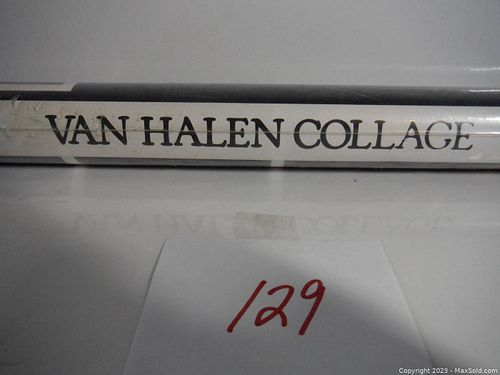 VAN HALEN COLLAGE
129
Copyright 2023 - MaxSold.com